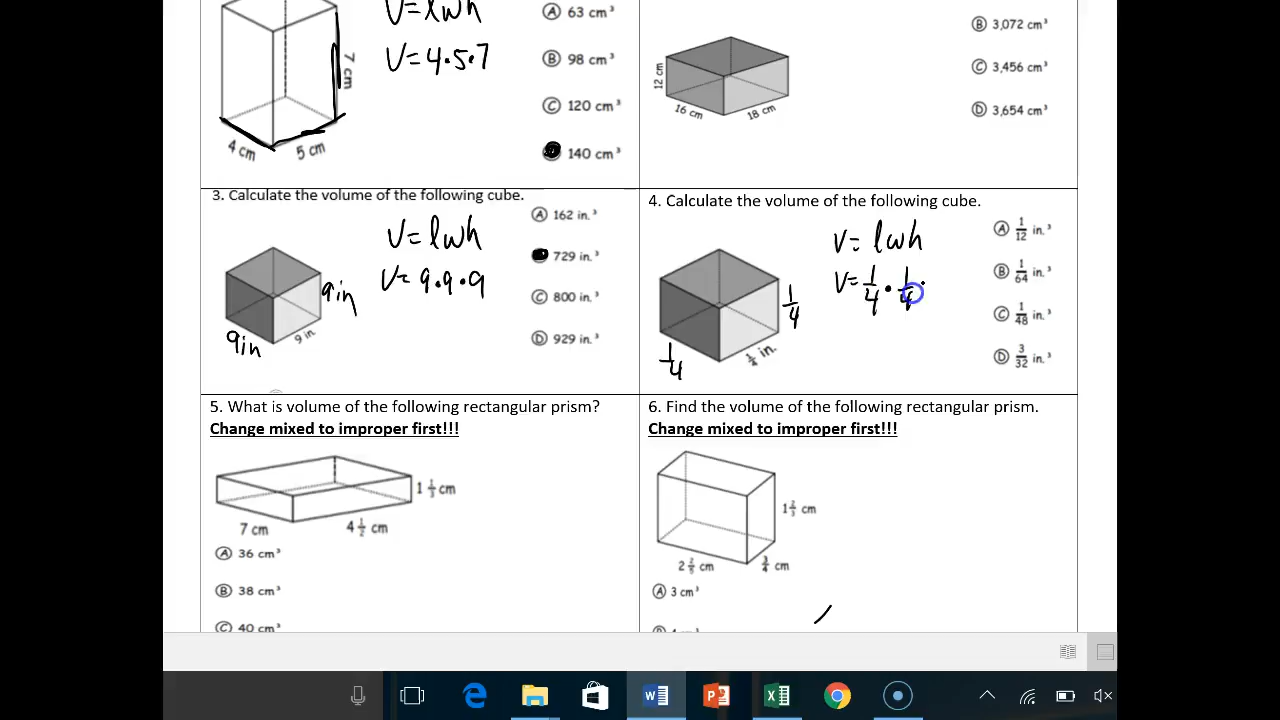 V = lwh
V = 4·5·7
7 cm
4 cm
5 cm
Ⓐ 63 cm³
Ⓑ 98 cm³
Ⓒ 120 cm³
140 cm³
12 cm
16 cm
18 cm
Ⓑ 3,072 cm³
Ⓒ 3,456 cm³
Ⓓ 3,654 cm³
3. Calculate the volume of the following cube.
V = lwh
V = 9·9·9
9in
9in
9 in.
Ⓐ 162 in.³
729 in.³
Ⓒ 800 in.³
Ⓓ 929 in.³
4. Calculate the volume of the following cube.
V = lwh
V = 1/4 · 1/4 ·
1/4
1/4
1/4 in.
Ⓐ 1/12 in.³
Ⓑ 1/64 in.³
Ⓒ 1/48 in.³
Ⓓ 3/32 in.³
5. What is volume of the following rectangular prism?
Change mixed to improper first!!!
1 1/3 cm
7 cm
4 1/2 cm
Ⓐ 36 cm³
Ⓑ 38 cm³
Ⓒ 40 cm³
6. Find the volume of the following rectangular prism.
Change mixed to improper first!!!
1 2/3 cm
2 2/5 cm
3/4 cm
Ⓐ 3 cm³